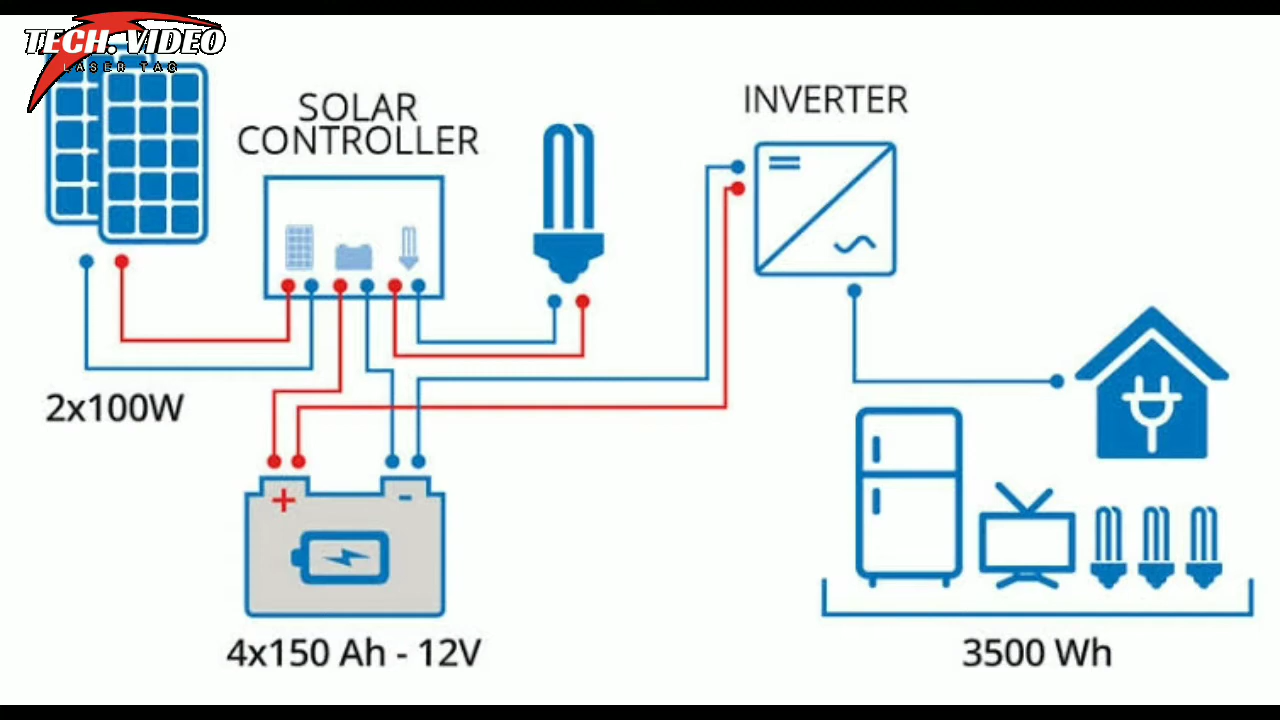 TECH. VIDEO
LASER TAG
SOLAR
CONTROLLER
INVERTER
2x100W
+
-
4x150 Ah - 12V
3500 Wh